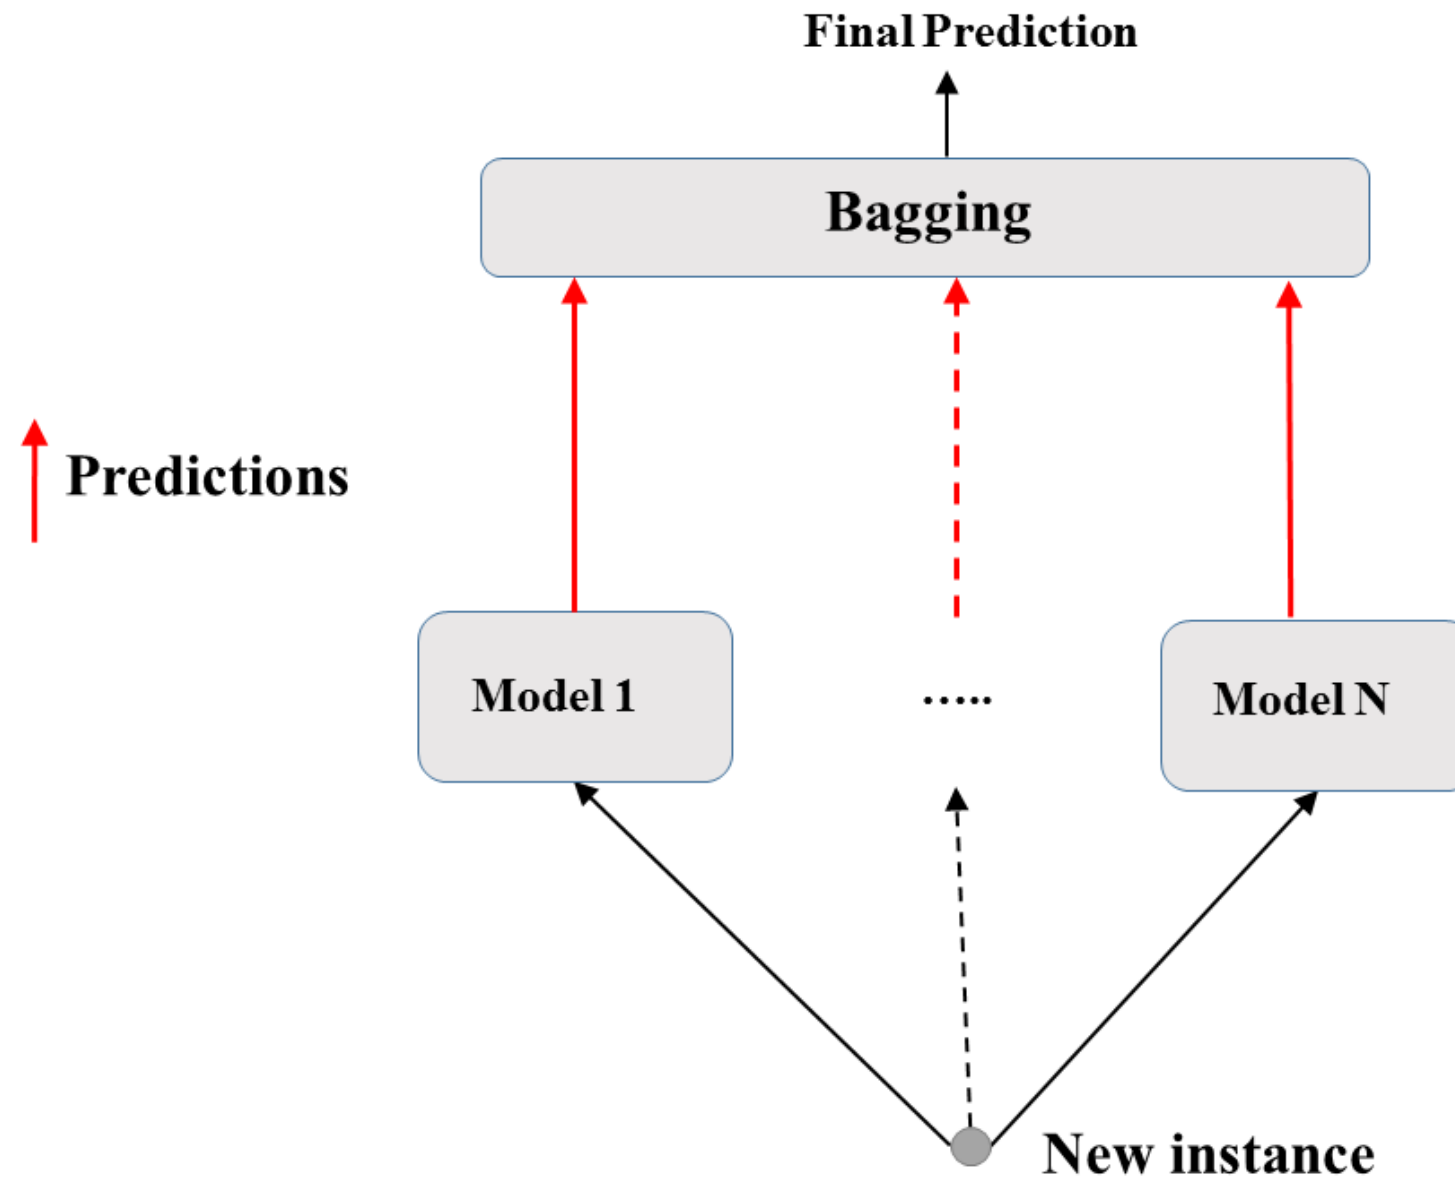 Final Prediction
Bagging
Predictions
Model 1
.....
Model N
New instance